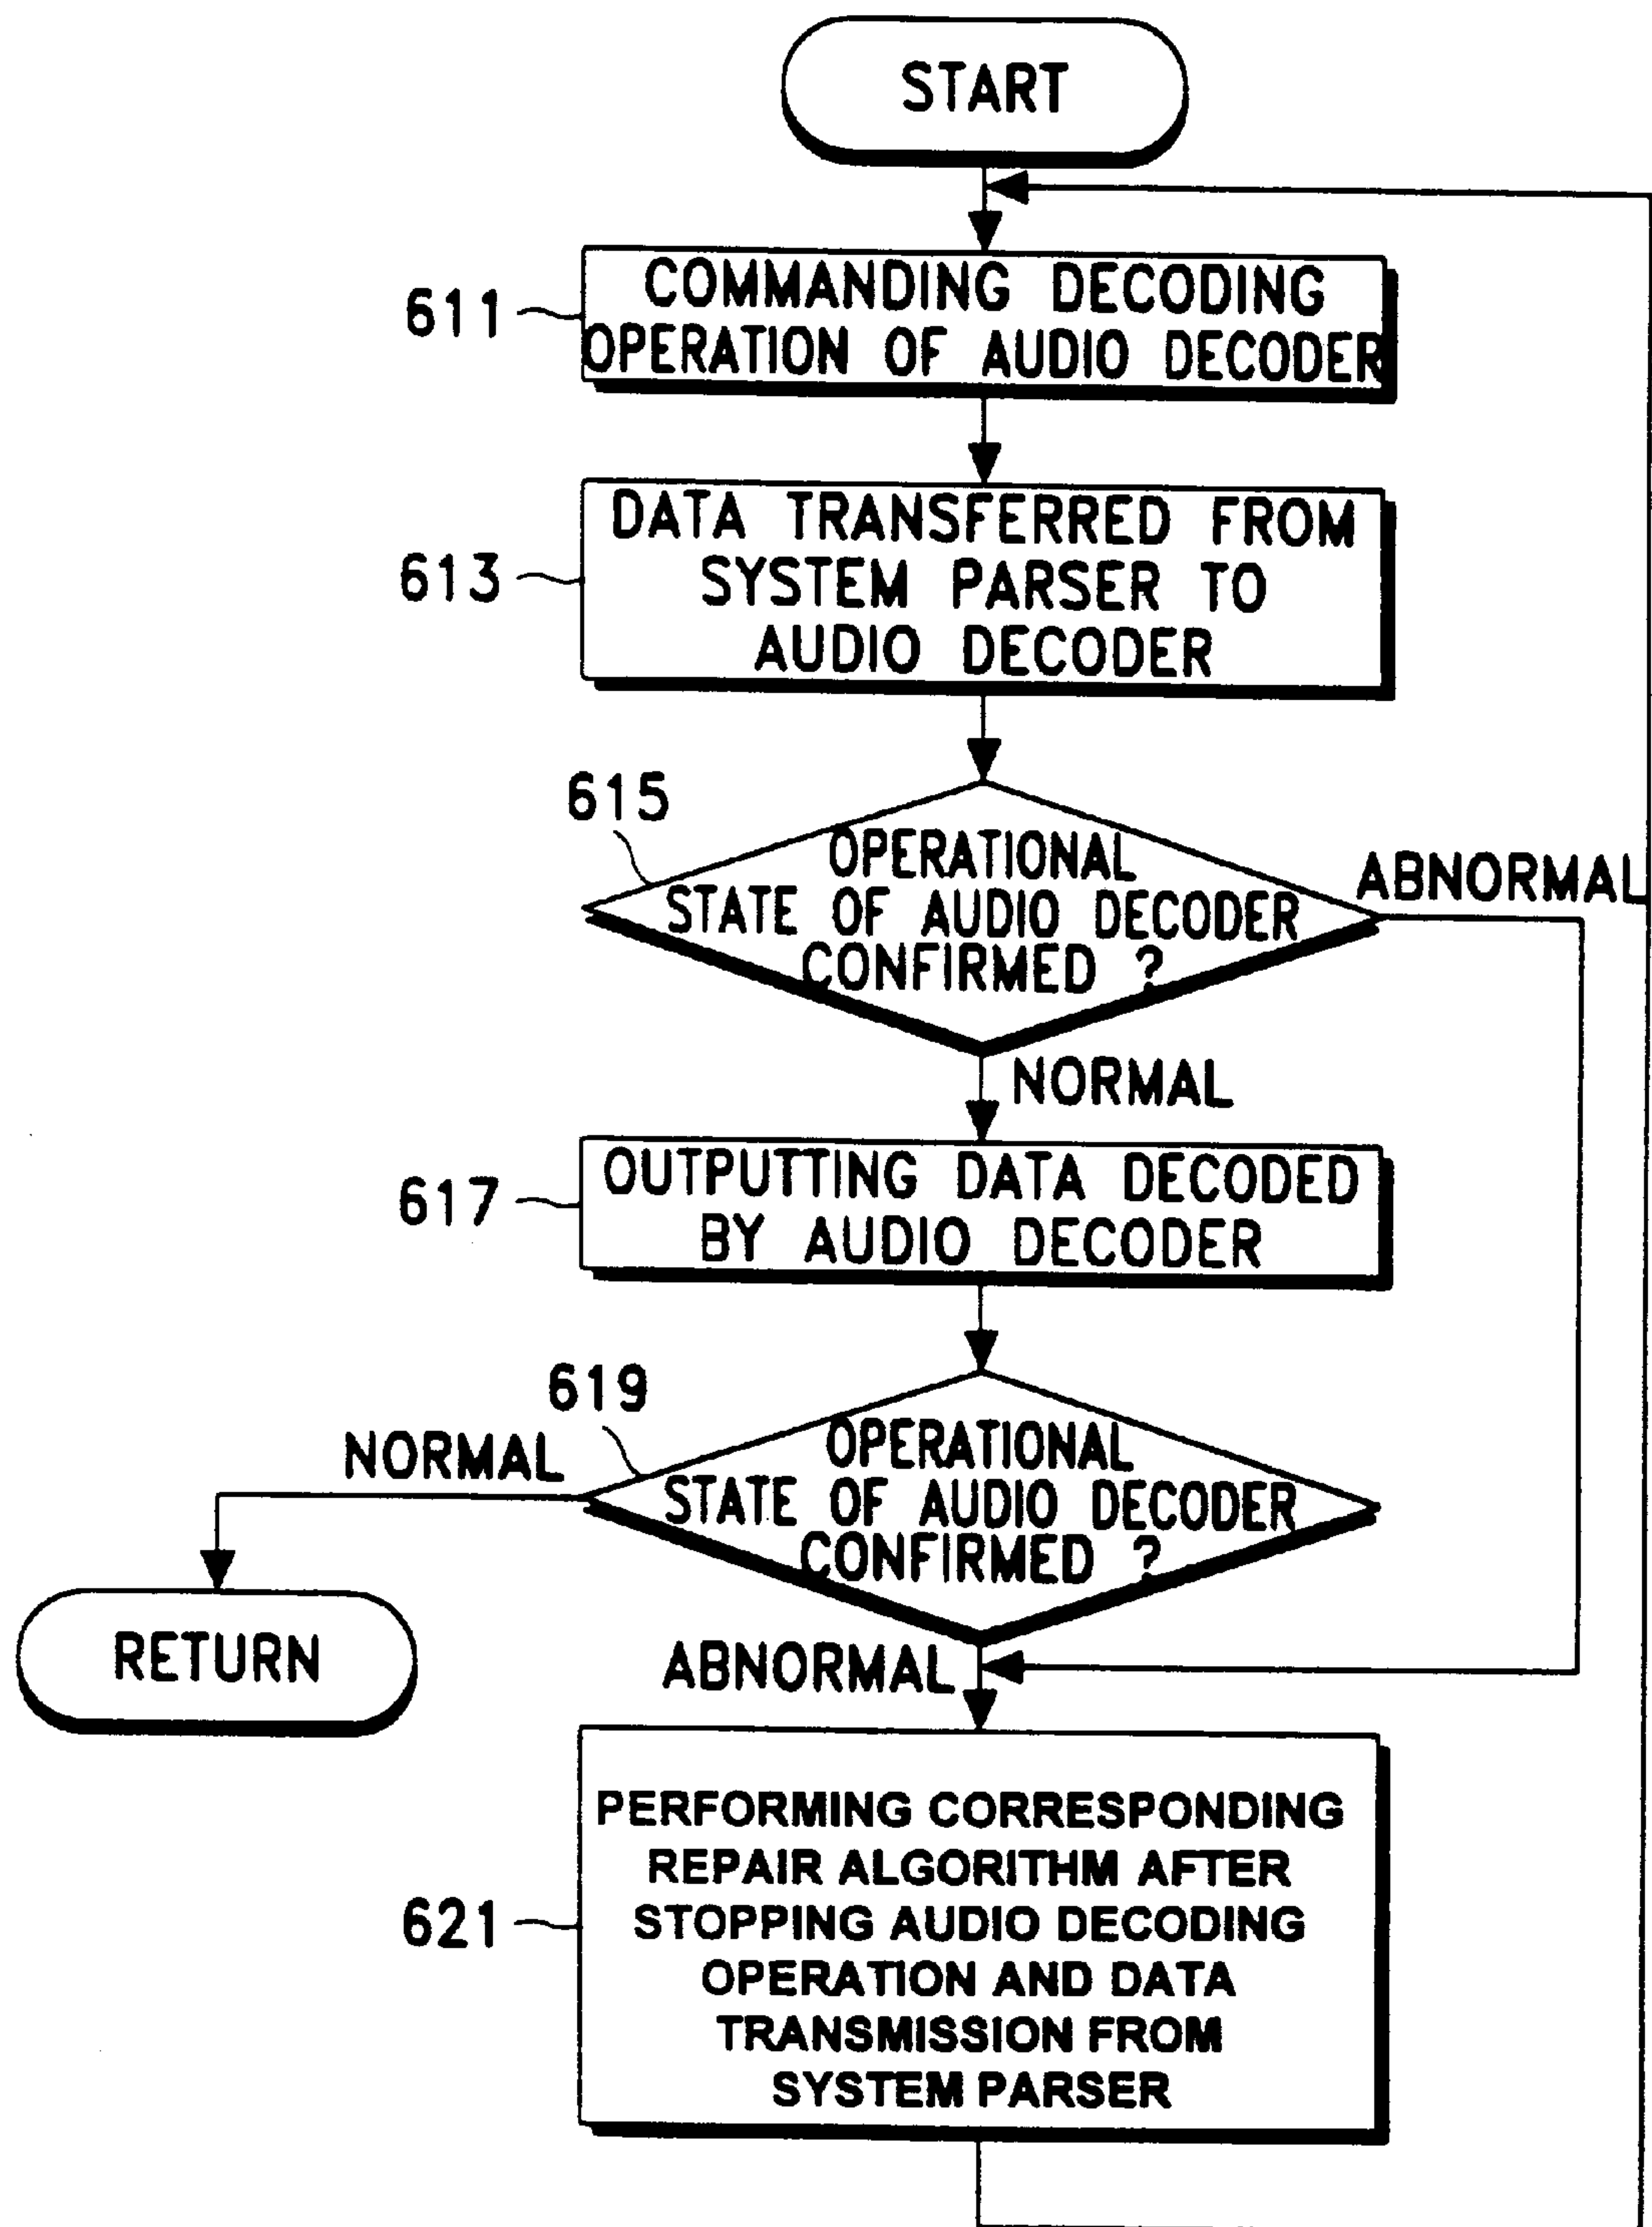 START
611
COMMANDING DECODING
OPERATION OF AUDIO DECODER
613
DATA TRANSFERRED FROM
SYSTEM PARSER TO
AUDIO DECODER
615
OPERATIONAL
STATE OF AUDIO DECODER
CONFIRMED ?
ABNORMAL
NORMAL
617
OUTPUTTING DATA DECODED
BY AUDIO DECODER
619
NORMAL
OPERATIONAL
STATE OF AUDIO DECODER
CONFIRMED ?
RETURN
ABNORMAL
621
PERFORMING CORRESPONDING
REPAIR ALGORITHM AFTER
STOPPING AUDIO DECODING
OPERATION AND DATA
TRANSMISSION FROM
SYSTEM PARSER